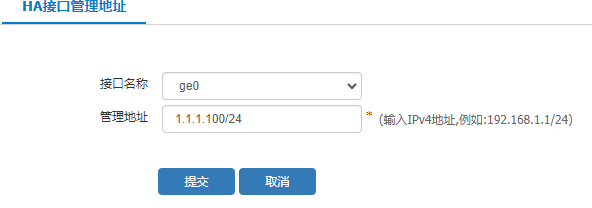 HA接口管理地址
接口名称 ge0
管理地址 1.1.1.100/24 * (输入IPv4地址,例如:192.168.1.1/24)
提交 取消